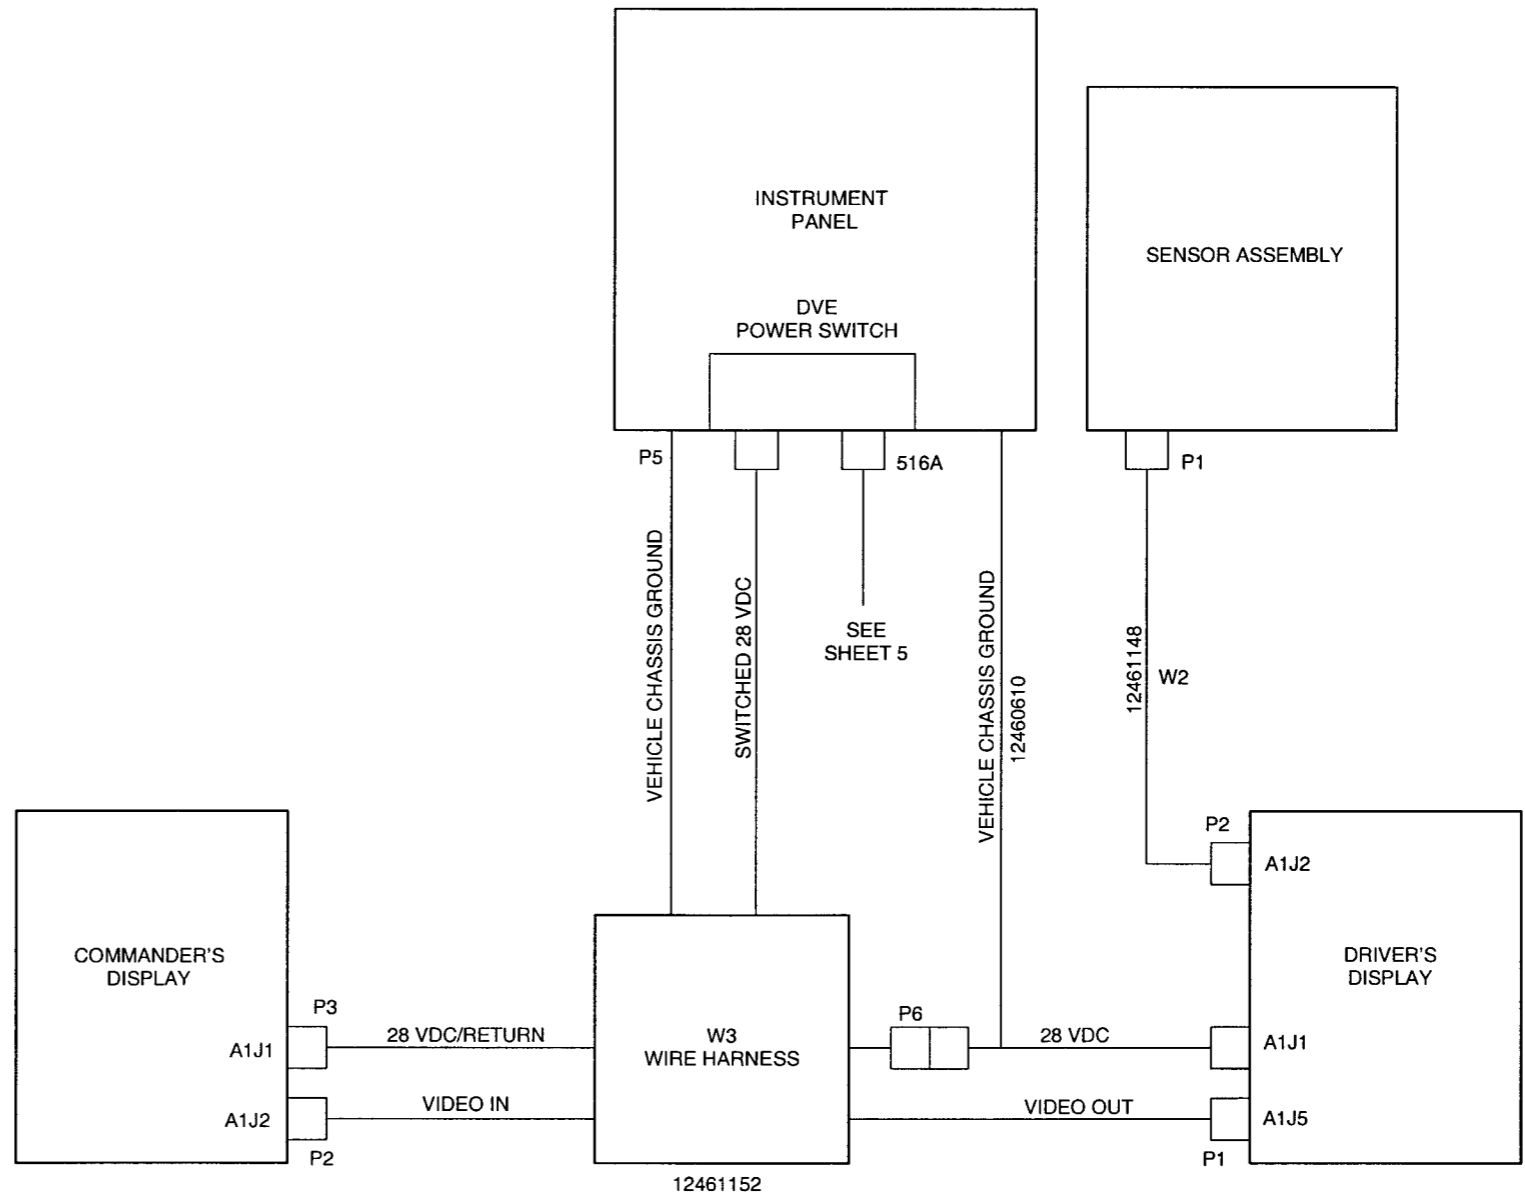 INSTRUMENT
PANEL
SENSOR ASSEMBLY
DVE
POWER SWITCH
P5
516A
P1
VEHICLE CHASSIS GROUND
SWITCHED 28 VDC
SEE
SHEET 5
VEHICLE CHASSIS GROUND
12460610
12461148
W2
P2
A1J2
COMMANDER'S
DISPLAY
DRIVER'S
DISPLAY
P3
A1J1
28 VDC/RETURN
W3
WIRE HARNESS
P6
28 VDC
A1J1
A1J2
VIDEO IN
VIDEO OUT
A1J5
P2
P1
12461152